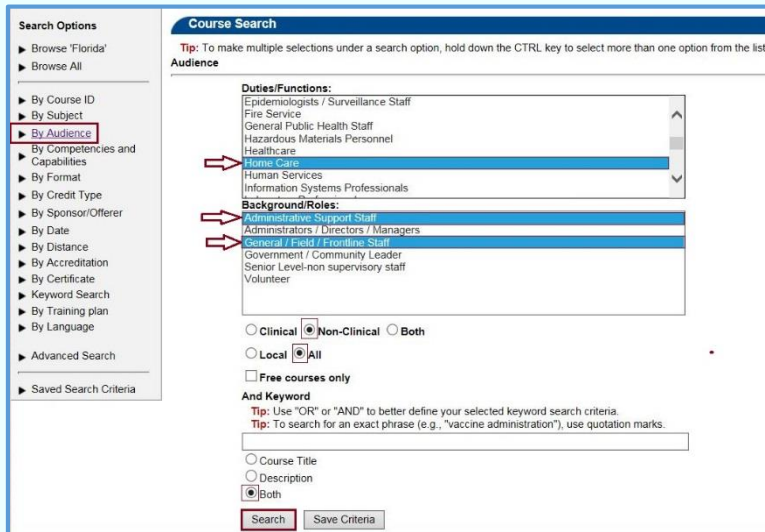 Search Options
Browse 'Florida'
Browse All
By Course ID
By Subject
By Audience
By Competencies and
Capabilities
By Format
By Credit Type
By Sponsor/Offerer
By Date
By Distance
By Accreditation
By Certificate
Keyword Search
By Training plan
By Language
Advanced Search
Saved Search Criteria
Course Search
Tip: To make multiple selections under a search option, hold down the CTRL key to select more than one option from the list
Audience
Duties/Functions:
Epidemiologists / Surveillance Staff
Fire Service
General Public Health Staff
Hazardous Materials Personnel
Healthcare
Home Care
Human Services
Information Systems Professionals
Background/Roles:
Administrative Support Staff
Administrators / Directors / Managers
General / Field / Frontline Staff
Government / Community Leader
Senior Level-non supervisory staff
Volunteer
Clinical Non-Clinical Both
Local All
Free courses only
And Keyword
Tip: Use "OR" or "AND" to better define your selected keyword search criteria.
Tip: To search for an exact phrase (e.g., "vaccine administration"), use quotation marks.
Course Title
Description
Both
Search Save Criteria